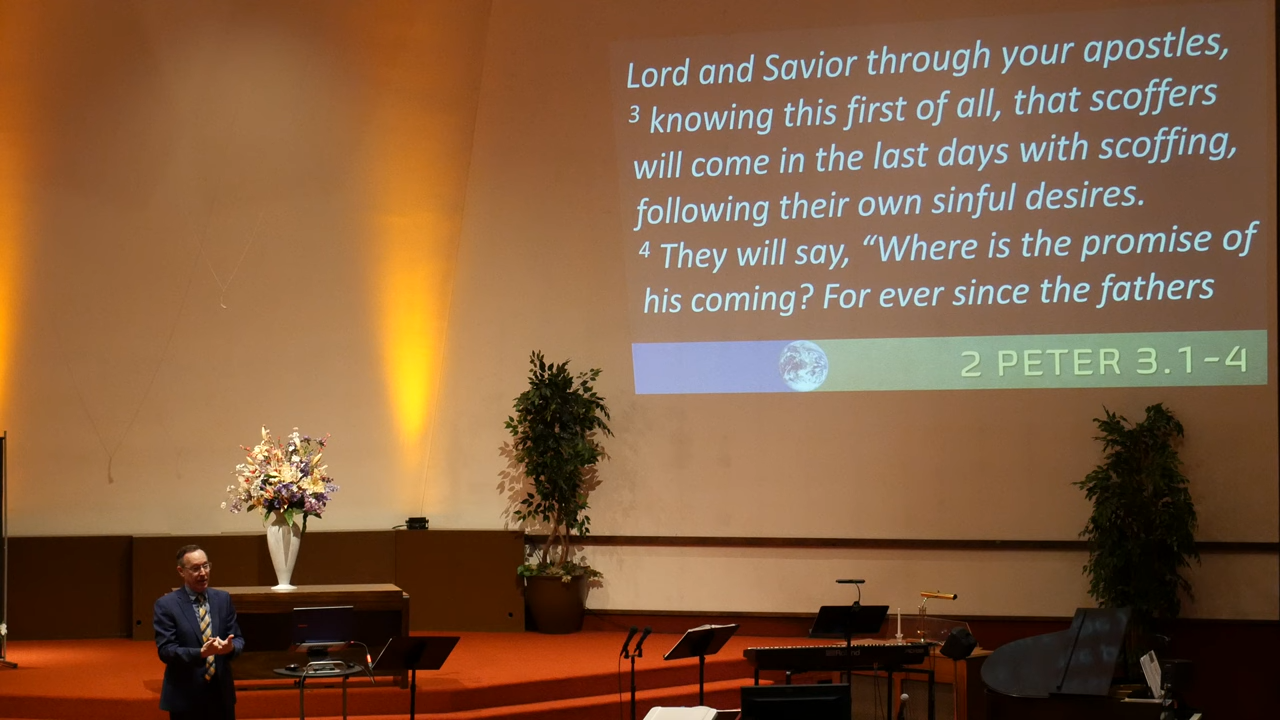 Lord and Savior through your apostles,
3 knowing this first of all, that scoffers
will come in the last days with scoffing,
following their own sinful desires.
4 They will say, “Where is the promise of
his coming? For ever since the fathers
2 PETER 3.1-4